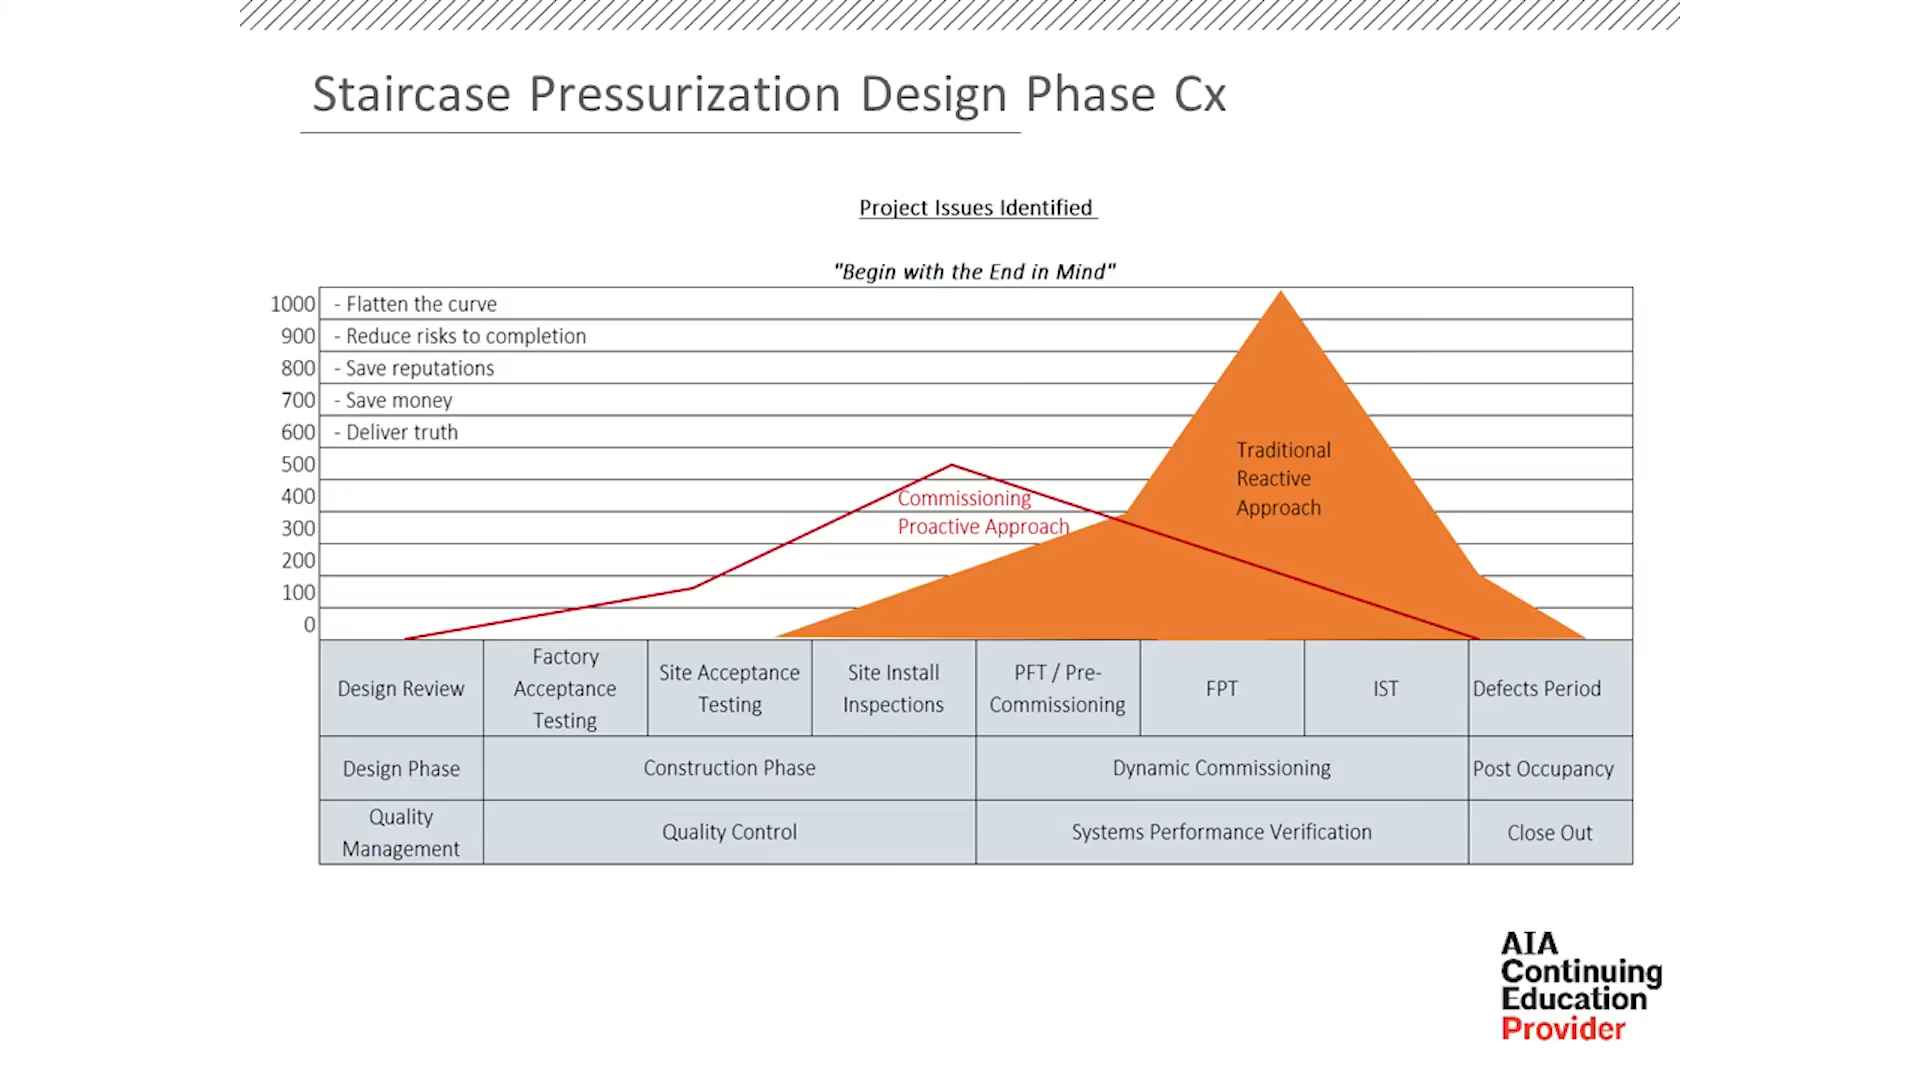 Staircase Pressurization Design Phase Cx
Project Issues Identified
"Begin with the End in Mind"
1000 - Flatten the curve
900 - Reduce risks to completion
800 - Save reputations
700 - Save money
600 - Deliver truth
500
400
300
200
100
0
Commissioning
Proactive Approach
Traditional
Reactive
Approach
Design Review
Factory
Acceptance
Testing
Site Acceptance
Testing
Site Install
Inspections
PFT / Pre-
Commissioning
FPT
IST
Defects Period
Design Phase
Construction Phase
Dynamic Commissioning
Post Occupancy
Quality
Management
Quality Control
Systems Performance Verification
Close Out
AIA
Continuing
Education
Provider